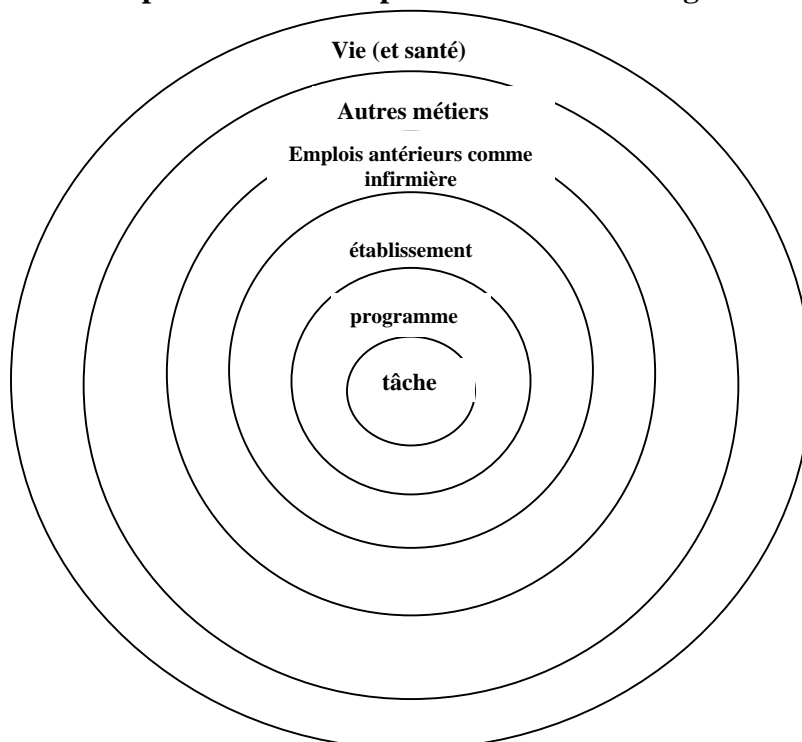 Vie (et santé)
Autres métiers
Emplois antérieurs comme
infirmière
établissement
programme
tâche